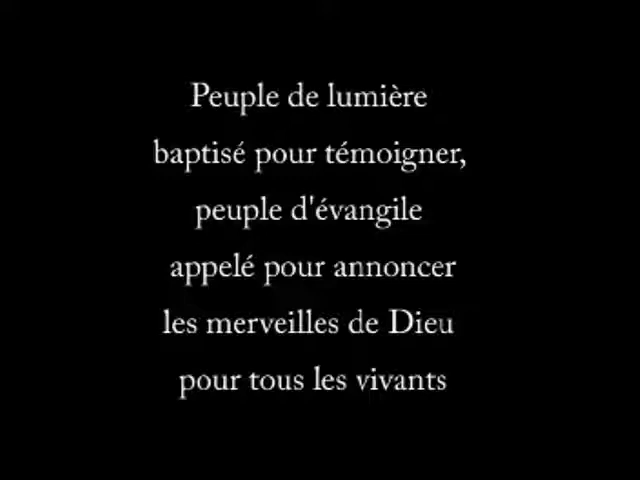 Peuple de lumière
baptisé pour témoigner,
peuple d'évangile
appelé pour annoncer
les merveilles de Dieu
pour tous les vivants